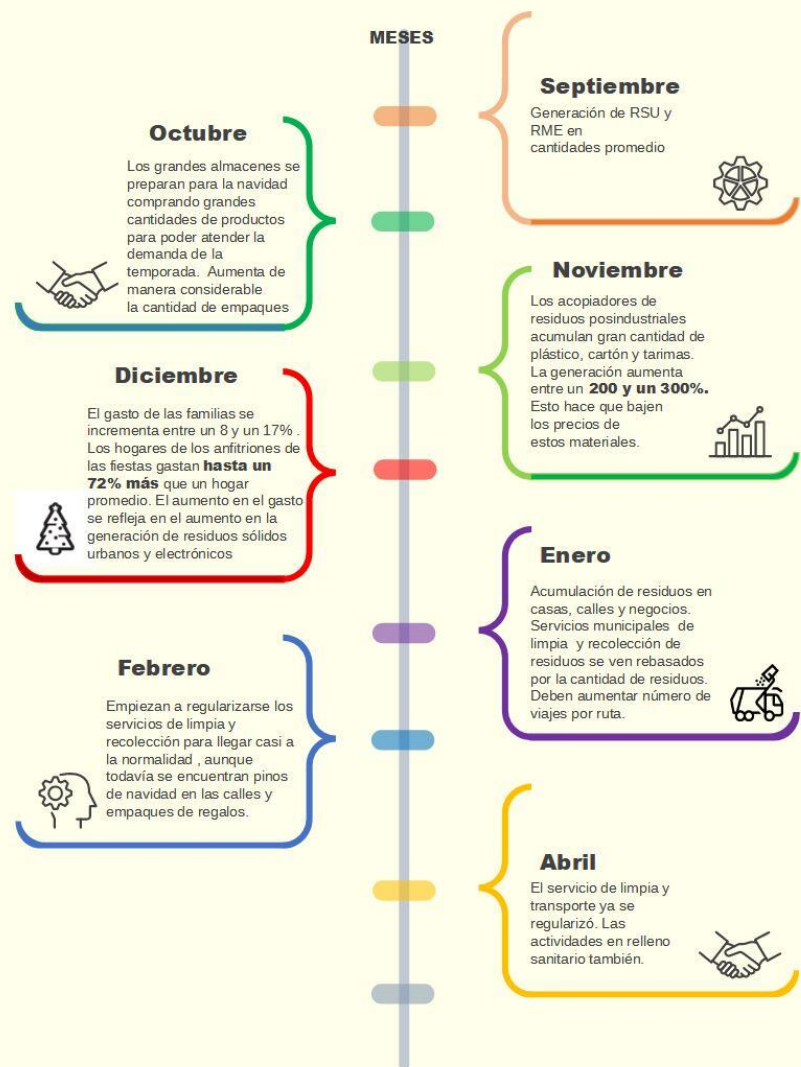 MESES
Septiembre
Generación de RSU y
RME en
cantidades promedio
Octubre
Los grandes almacenes se
preparan para la navidad
comprando grandes
cantidades de productos
para poder atender la
demanda de la
temporada. Aumenta de
manera considerable
la cantidad de empaques
Noviembre
Los acopiadores de
residuos posindustriales
acumulan gran cantidad de
plástico, cartón y tarimas.
La generación aumenta
entre un 200 y un 300%.
Esto hace que bajen
los precios de
estos materiales.
Diciembre
El gasto de las familias se
incrementa entre un 8 y un 17% .
Los hogares de los anfitriones de
las fiestas gastan hasta un
72% más que un hogar
promedio. El aumento en el gasto
se refleja en el aumento en la
generación de residuos sólidos
urbanos y electrónicos
Enero
Acumulación de residuos en
casas, calles y negocios.
Servicios municipales de
limpia y recolección de
residuos se ven rebasados
por la cantidad de residuos.
Deben aumentar número de
viajes por ruta.
Febrero
Empiezan a regularizarse los
servicios de limpia y
recolección para llegar casi a
la normalidad , aunque
todavía se encuentran pinos
de navidad en las calles y
empaques de regalos.
Abril
El servicio de limpia y
transporte ya se
regularizó. Las
actividades en relleno
sanitario también.